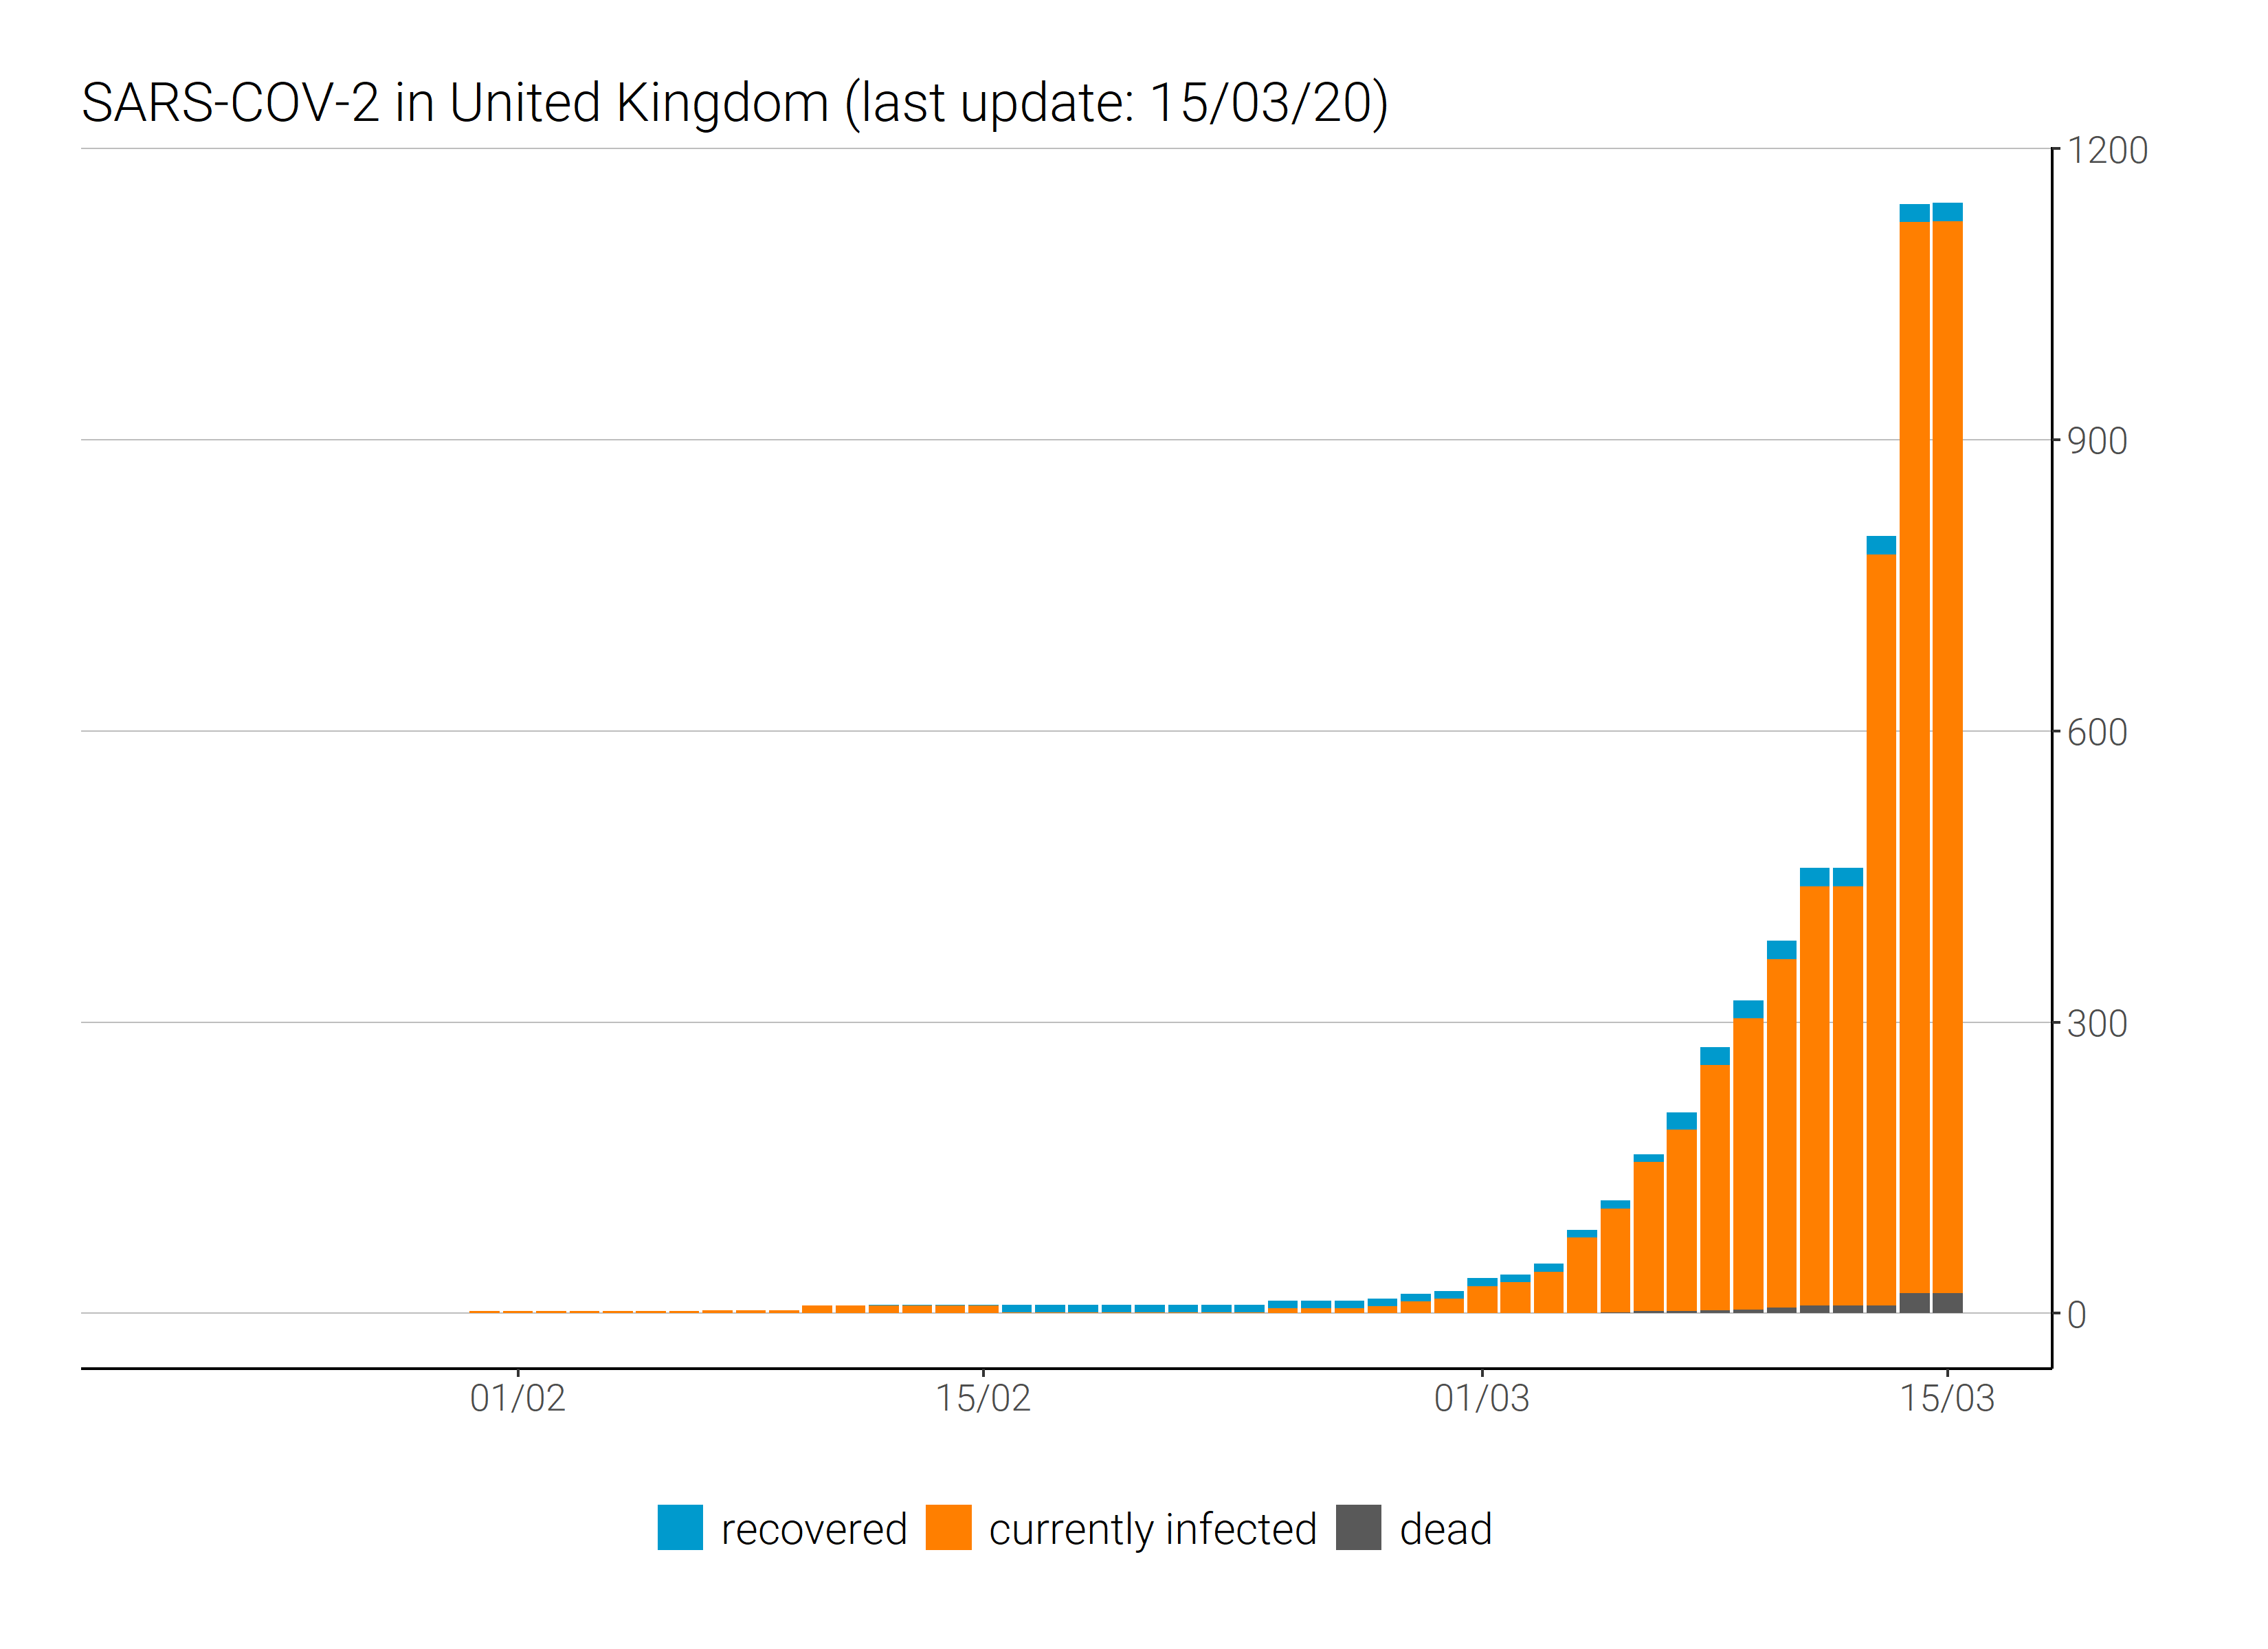 SARS-COV-2 in United Kingdom (last update: 15/03/20)
1200
900
600
300
0
01/02 15/02 01/03 15/03
recovered currently infected dead